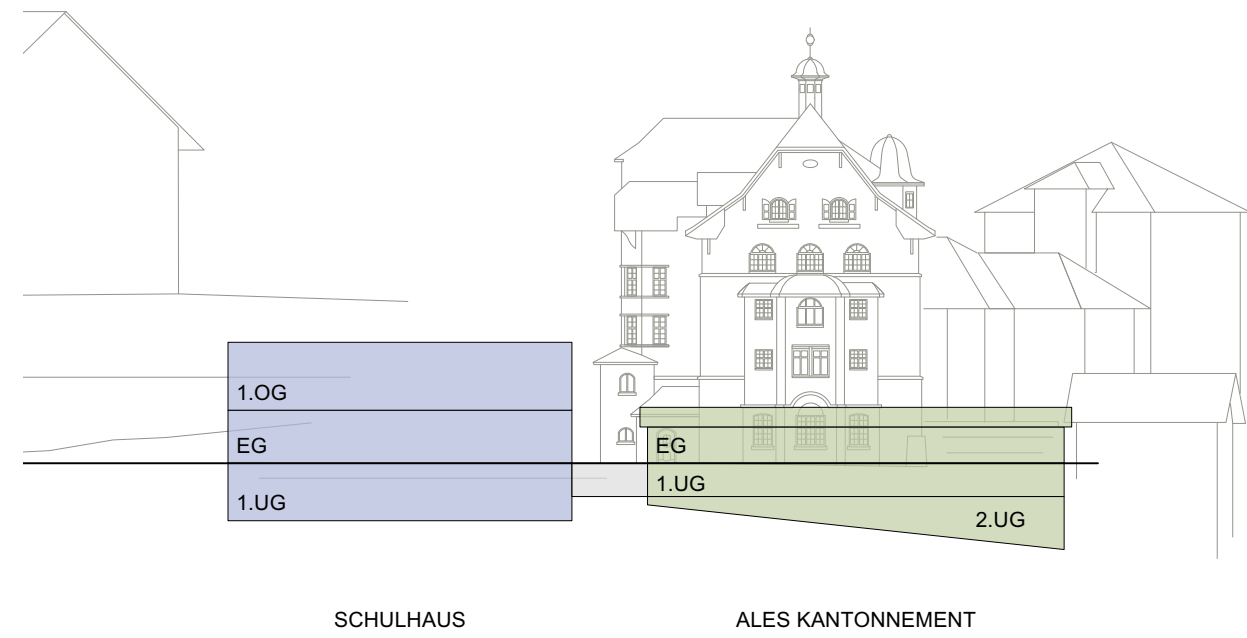 1.OG
EG
1.UG
EG
1.UG
2.UG
SCHULHAUS
ALES KANTONNEMENT